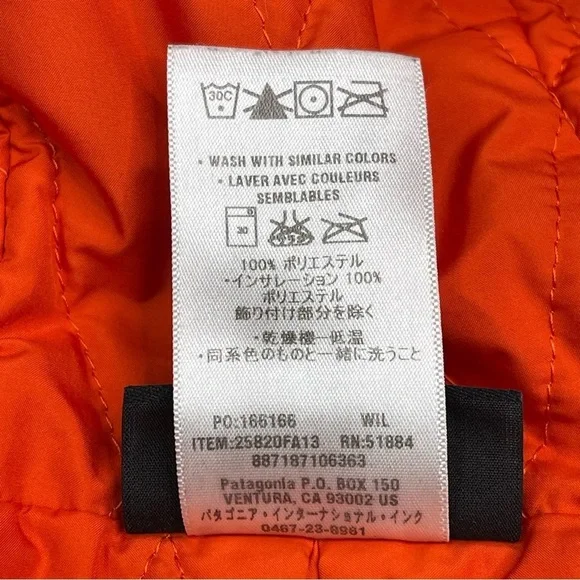 30C
• WASH WITH SIMILAR COLORS
• LAVER AVEC COULEURS
SEMBLABLES
30
100% ポリエステル
・インサレーション 100%
ポリエステル
飾り付け部分を除く
・乾燥機－低温
・同系色のものと一緒に洗うこと
PO:166166 WIL
ITEM:25820FA13 RN:51884
887187106363
Patagonia P.O. BOX 150
VENTURA, CA 93002 US
パタゴニア・インターナショナル・インク
0467-23-8961